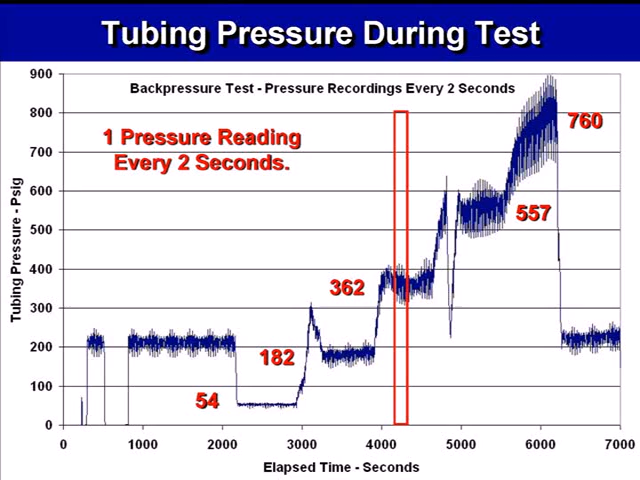 Tubing Pressure During Test
Backpressure Test - Pressure Recordings Every 2 Seconds
1 Pressure Reading
Every 2 Seconds.
Tubing Pressure - Psig
900
800
700
600
500
400
300
200
100
0
760
557
362
182
54
0 1000 2000 3000 4000 5000 6000 7000
Elapsed Time - Seconds